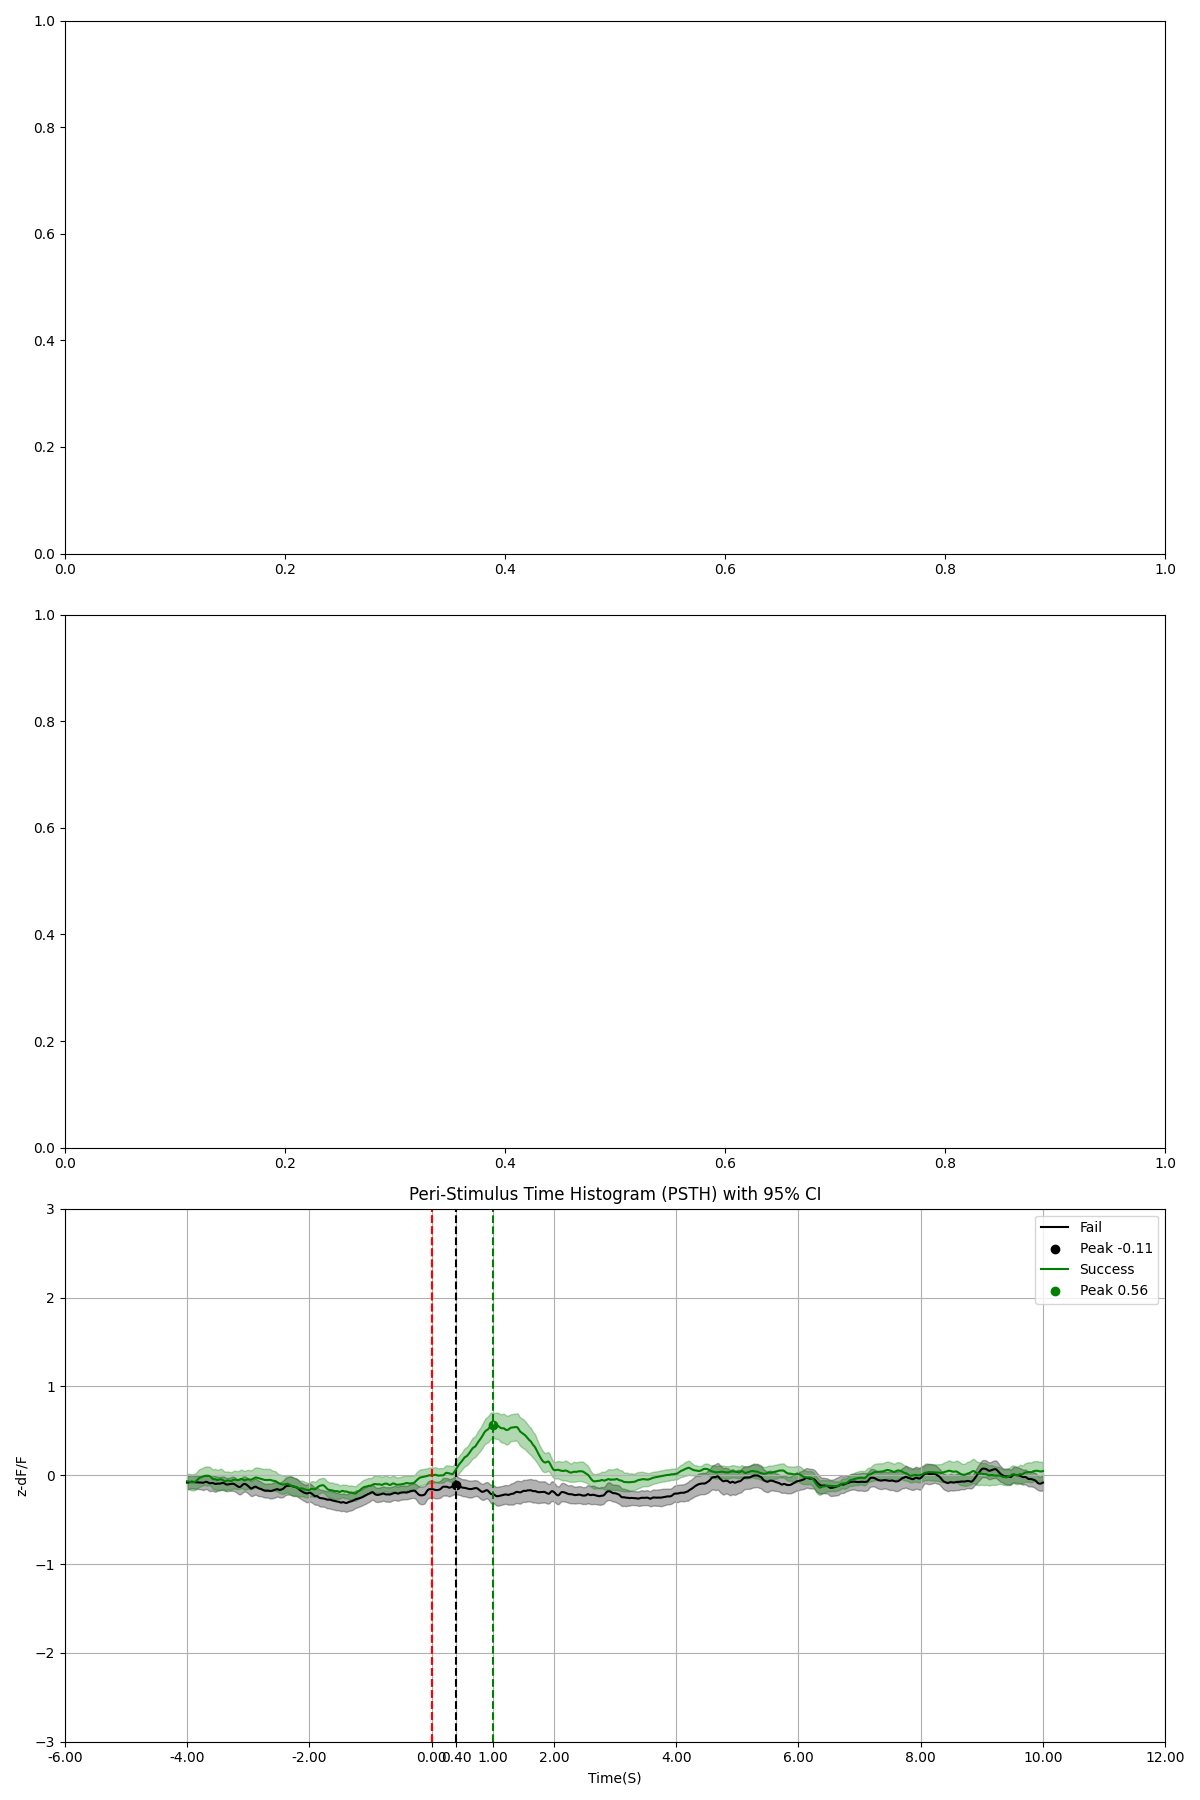 1.0
0.8
0.6
0.4
0.2
0.0
0.0 0.2 0.4 0.6 0.8 1.0
1.0
0.8
0.6
0.4
0.2
0.0
0.0 0.2 0.4 0.6 0.8 1.0
Peri-Stimulus Time Histogram (PSTH) with 95% CI
Fail
Peak -0.11
Success
Peak 0.56
3
2
1
0
−1
−2
−3
z-dF/F
-6.00 -4.00 -2.00 0.00 0.40 1.00 2.00 4.00 6.00 8.00 10.00 12.00
Time(S)